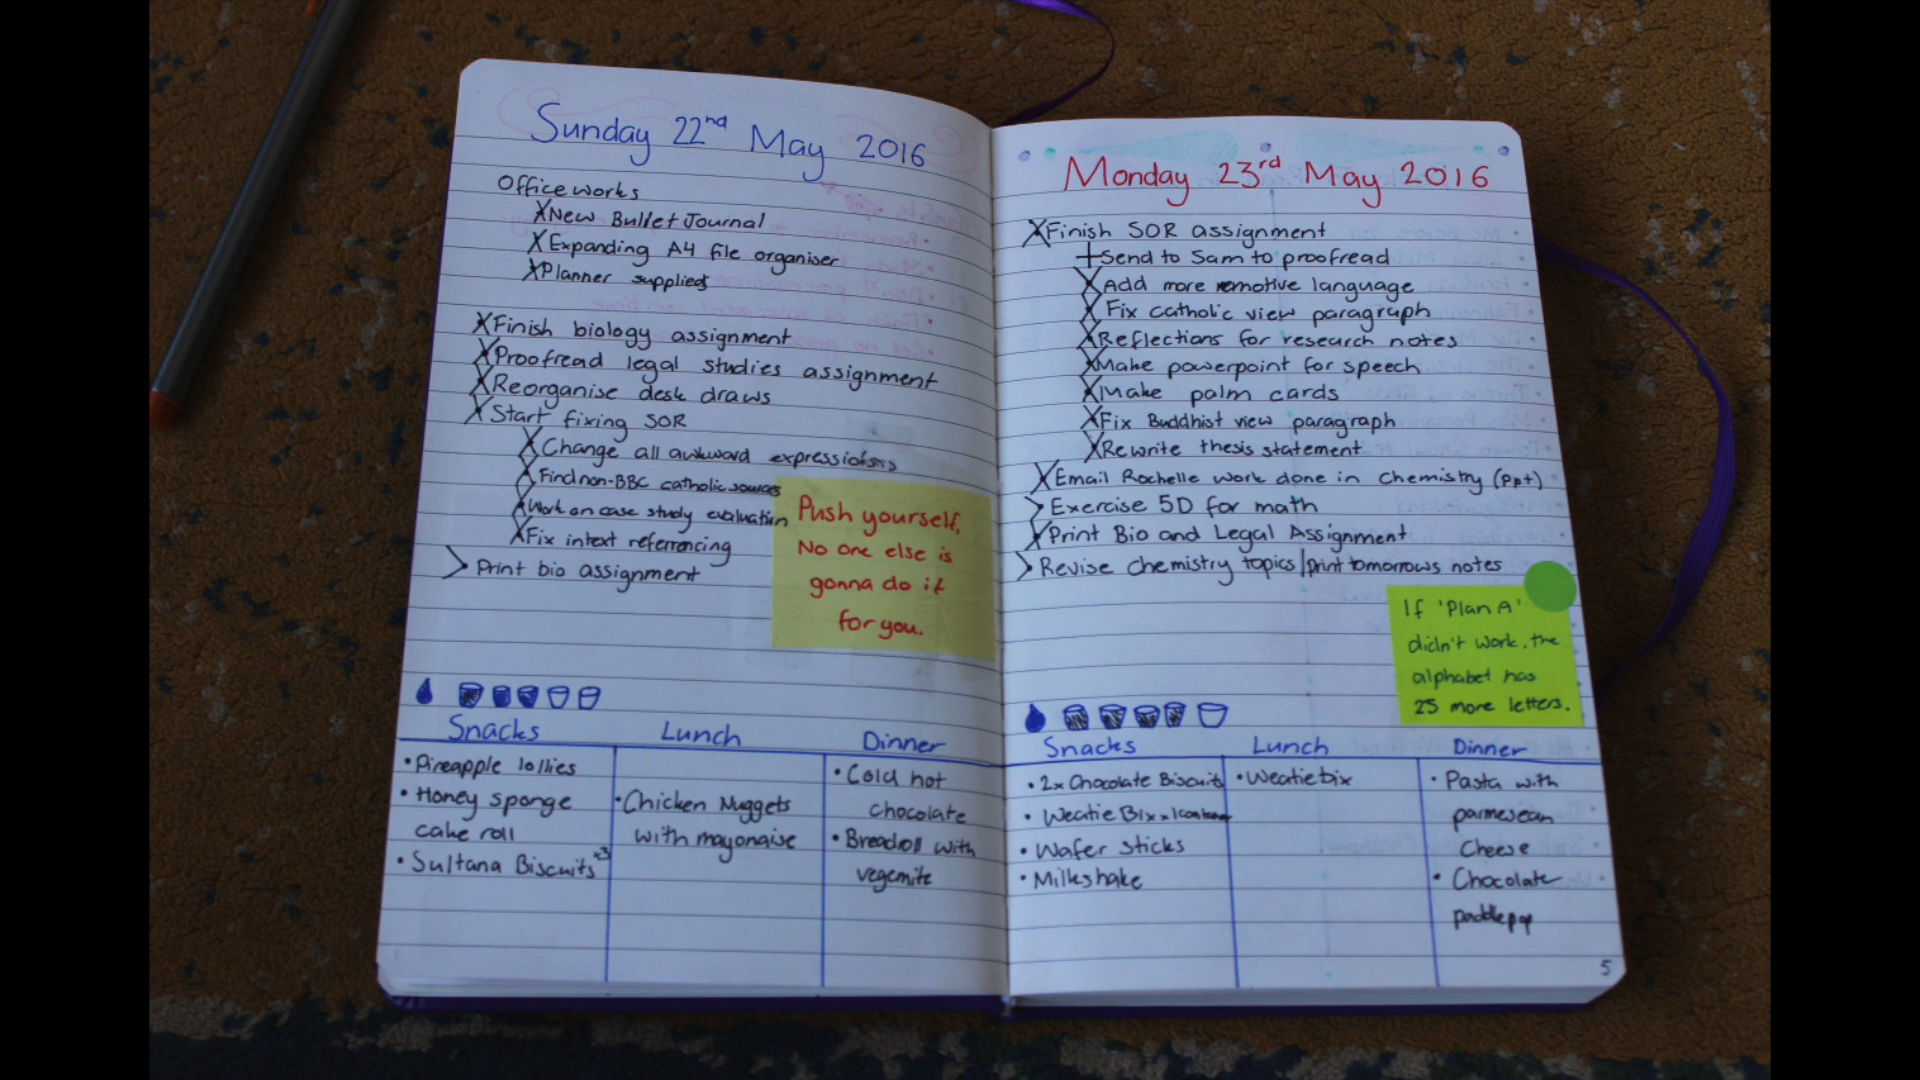 Sunday 22nd May 2016
Officeworks
X New Bullet Journal
X Expanding A4 file organiser
X Planner supplies
X Finish biology assignment
X Proofread legal studies assignment
X Reorganise desk draws
X Start fixing SOR
X Change all awkward expressions
X Find non-BBC catholic sources
X Work on case study evaluation
X Fix intext referrencing
> Print bio assignment
Push yourself,
No one else is
gonna do it
for you.
Snacks Lunch Dinner
• Pineapple lollies
• Honey sponge
cake roll
• Sultana Biscuits x3
• Chicken Nuggets
with mayonaise
• Cold hot
chocolate
• Breadroll with
vegemite
Monday 23rd May 2016
X Finish SOR assignment
+ Send to Sam to proofread
X Add more emotive language
X Fix catholic view paragraph
X Reflections for research notes
X Make powerpoint for speech
X Make palm cards
X Fix Buddhist view paragraph
X Rewrite thesis statement
X Email Rochelle work done in Chemistry (ppt)
> Exercise 5D for math
X Print Bio and Legal Assignment
> Revise chemistry topics/print tomorrows notes
If 'Plan A'
didn't work. the
alphabet has
25 more letters.
Snacks Lunch Dinner
• 2x Chocolate Biscuits
• Weatie Bix
• Wafer sticks
• Milkshake
• Weatiebix
• Pasta with
parmesean
Cheese
• Chocolate
paddlepop
5